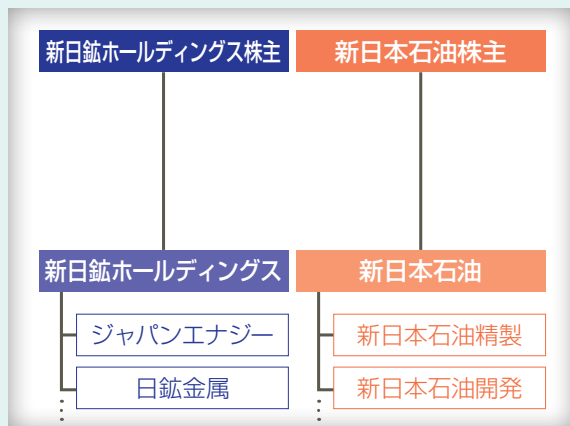 新日鉱ホールディングス株主
新日本石油株主
新日鉱ホールディングス
新日本石油
ジャパンエナジー
新日本石油精製
日鉱金属
新日本石油開発